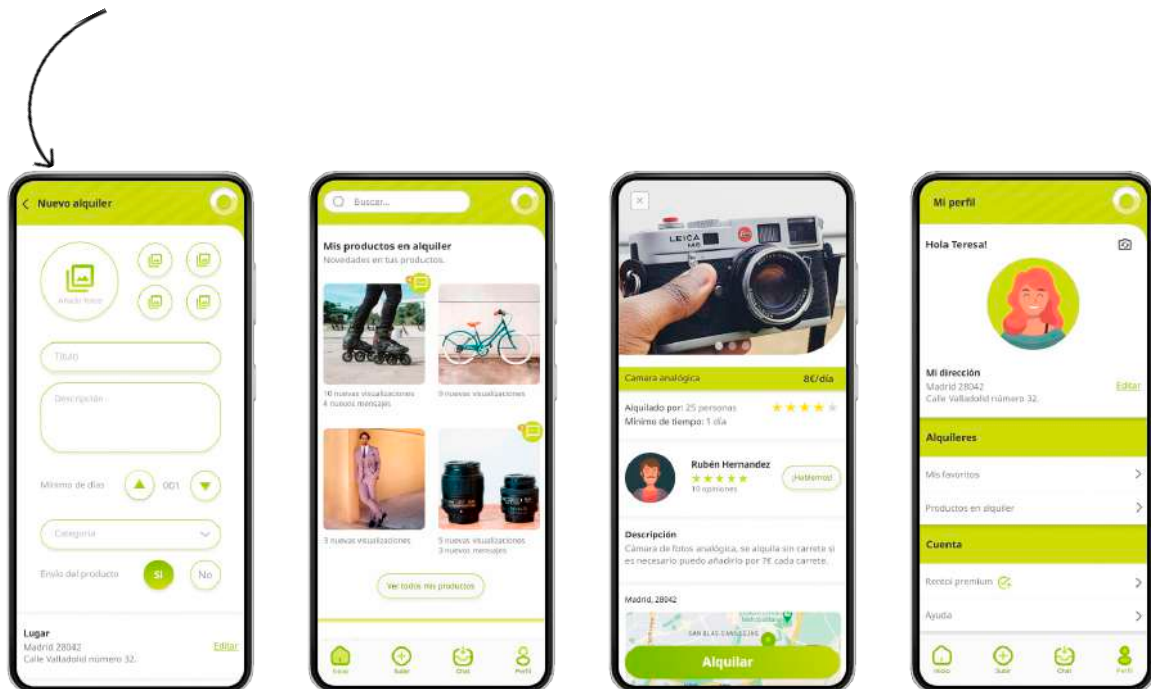 Nuevo alquiler
Añadir fotos
Título
Descripción
Mínimo de días
001
Categoría
Envío del producto
Si
No
Lugar
Madrid 28042
Editar
Calle Valladolid número 32.
Buscar...
Mis productos en alquiler
Novedades en tus productos.
10 nuevas visualizaciones
4 nuevos mensajes
9 nuevas visualizaciones
3 nuevas visualizaciones
5 nuevas visualizaciones
3 nuevos mensajes
Ver todos mis productos
Inicio
Subir
Chat
Perfil
LEICA
M6
Camara analógica
8€/día
Alquilado por: 25 personas
Mínimo de tiempo: 1 día
Rubén Hernandez
10 opiniones
¡Hablemos!
Descripción
Cámara de fotos analógica, se alquila sin carrete si
es necesario puedo añadirlo por 7€ cada carrete.
Madrid, 28042
SAN BLAS-CANILLEJAS
Alquilar
Mi perfil
Hola Teresa!
Mi dirección
Madrid 28042
Editar
Calle Valladolid número 32.
Alquileres
Mis favoritos
Productos en alquiler
Cuenta
premium
Ayuda
Inicio
Subir
Chat
Perfil